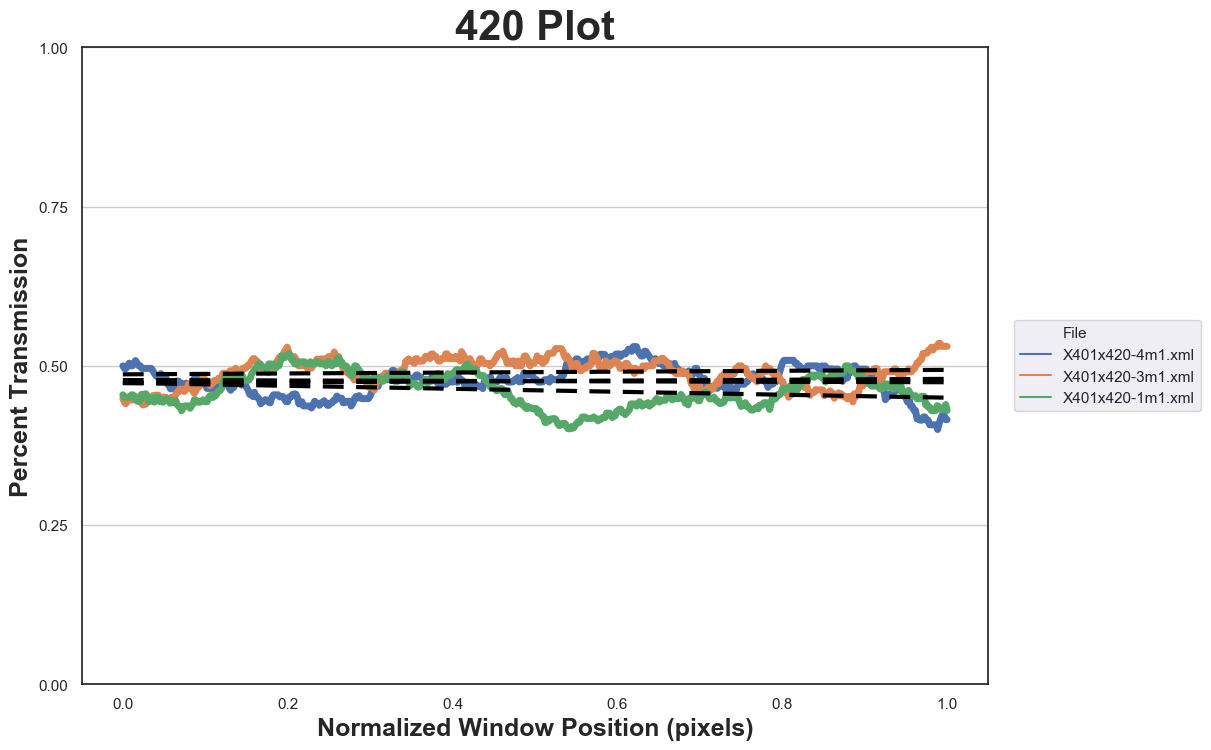 420 Plot
Percent Transmission
1.00
0.75
0.50
0.25
0.00
0.0 0.2 0.4 0.6 0.8 1.0
Normalized Window Position (pixels)
File
X401x420-4m1.xml
X401x420-3m1.xml
X401x420-1m1.xml